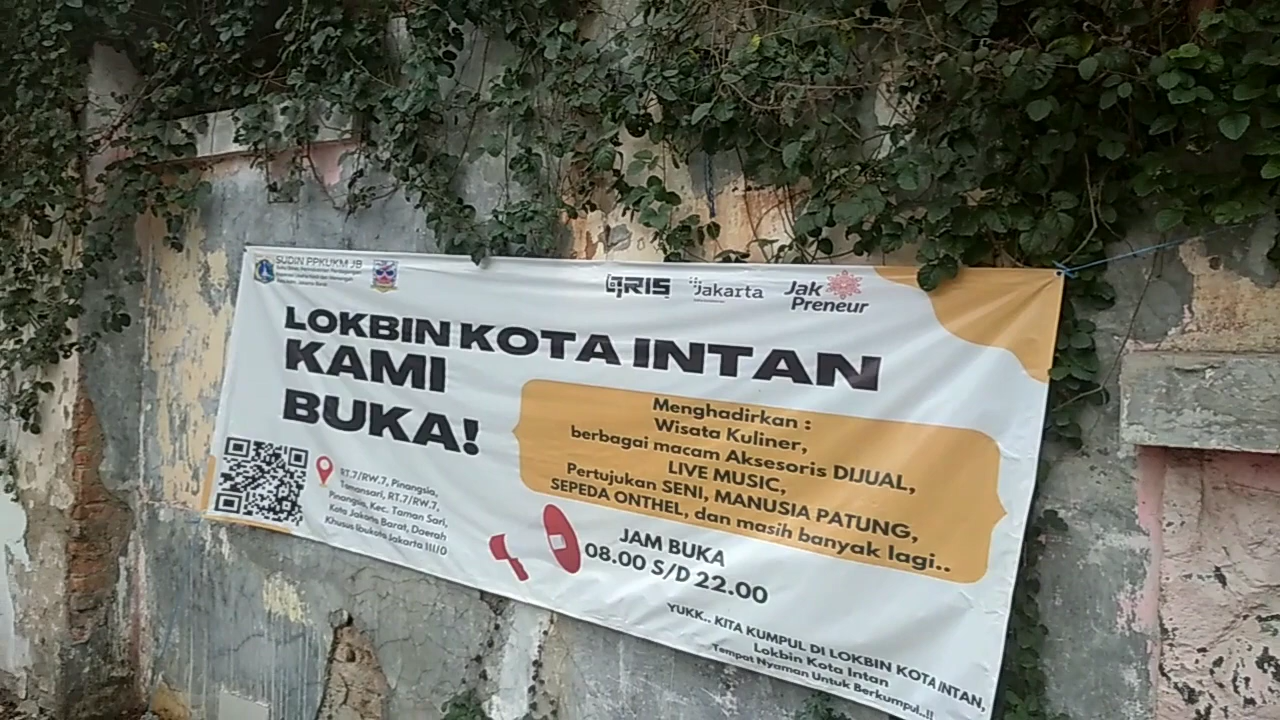 SUDIN PPKUKM JB
QRIS
Jakarta
Jak
Preneur
LOKBIN KOTA INTAN
KAMI
BUKA!
Menghadirkan :
Wisata Kuliner,
berbagai macam Aksesoris DIJUAL,
LIVE MUSIC,
Pertujukan SENI, MANUSIA PATUNG,
SEPEDA ONTHEL, dan masih banyak lagi..
RT.7/RW.7, Pinangsia,
Tamansari, RT.7/RW.7,
Pinangsia, Kec. Taman Sari,
Kota Jakarta Barat, Daerah
Khusus Ibukota Jakarta 11110
JAM BUKA
08.00 S/D 22.00
YUKK.. KITA KUMPUL DI LOKBIN KOTA INTAN,
Lokbin Kota Intan
Tempat Nyaman Untuk Berkumpul..!!